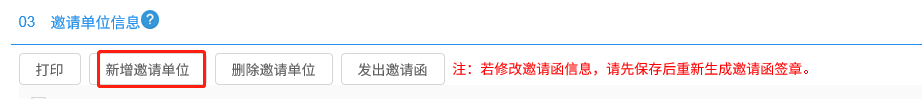 03 邀请单位信息?
打印 新增邀请单位 删除邀请单位 发出邀请函 注：若修改邀请函信息，请先保存后重新生成邀请函签章。